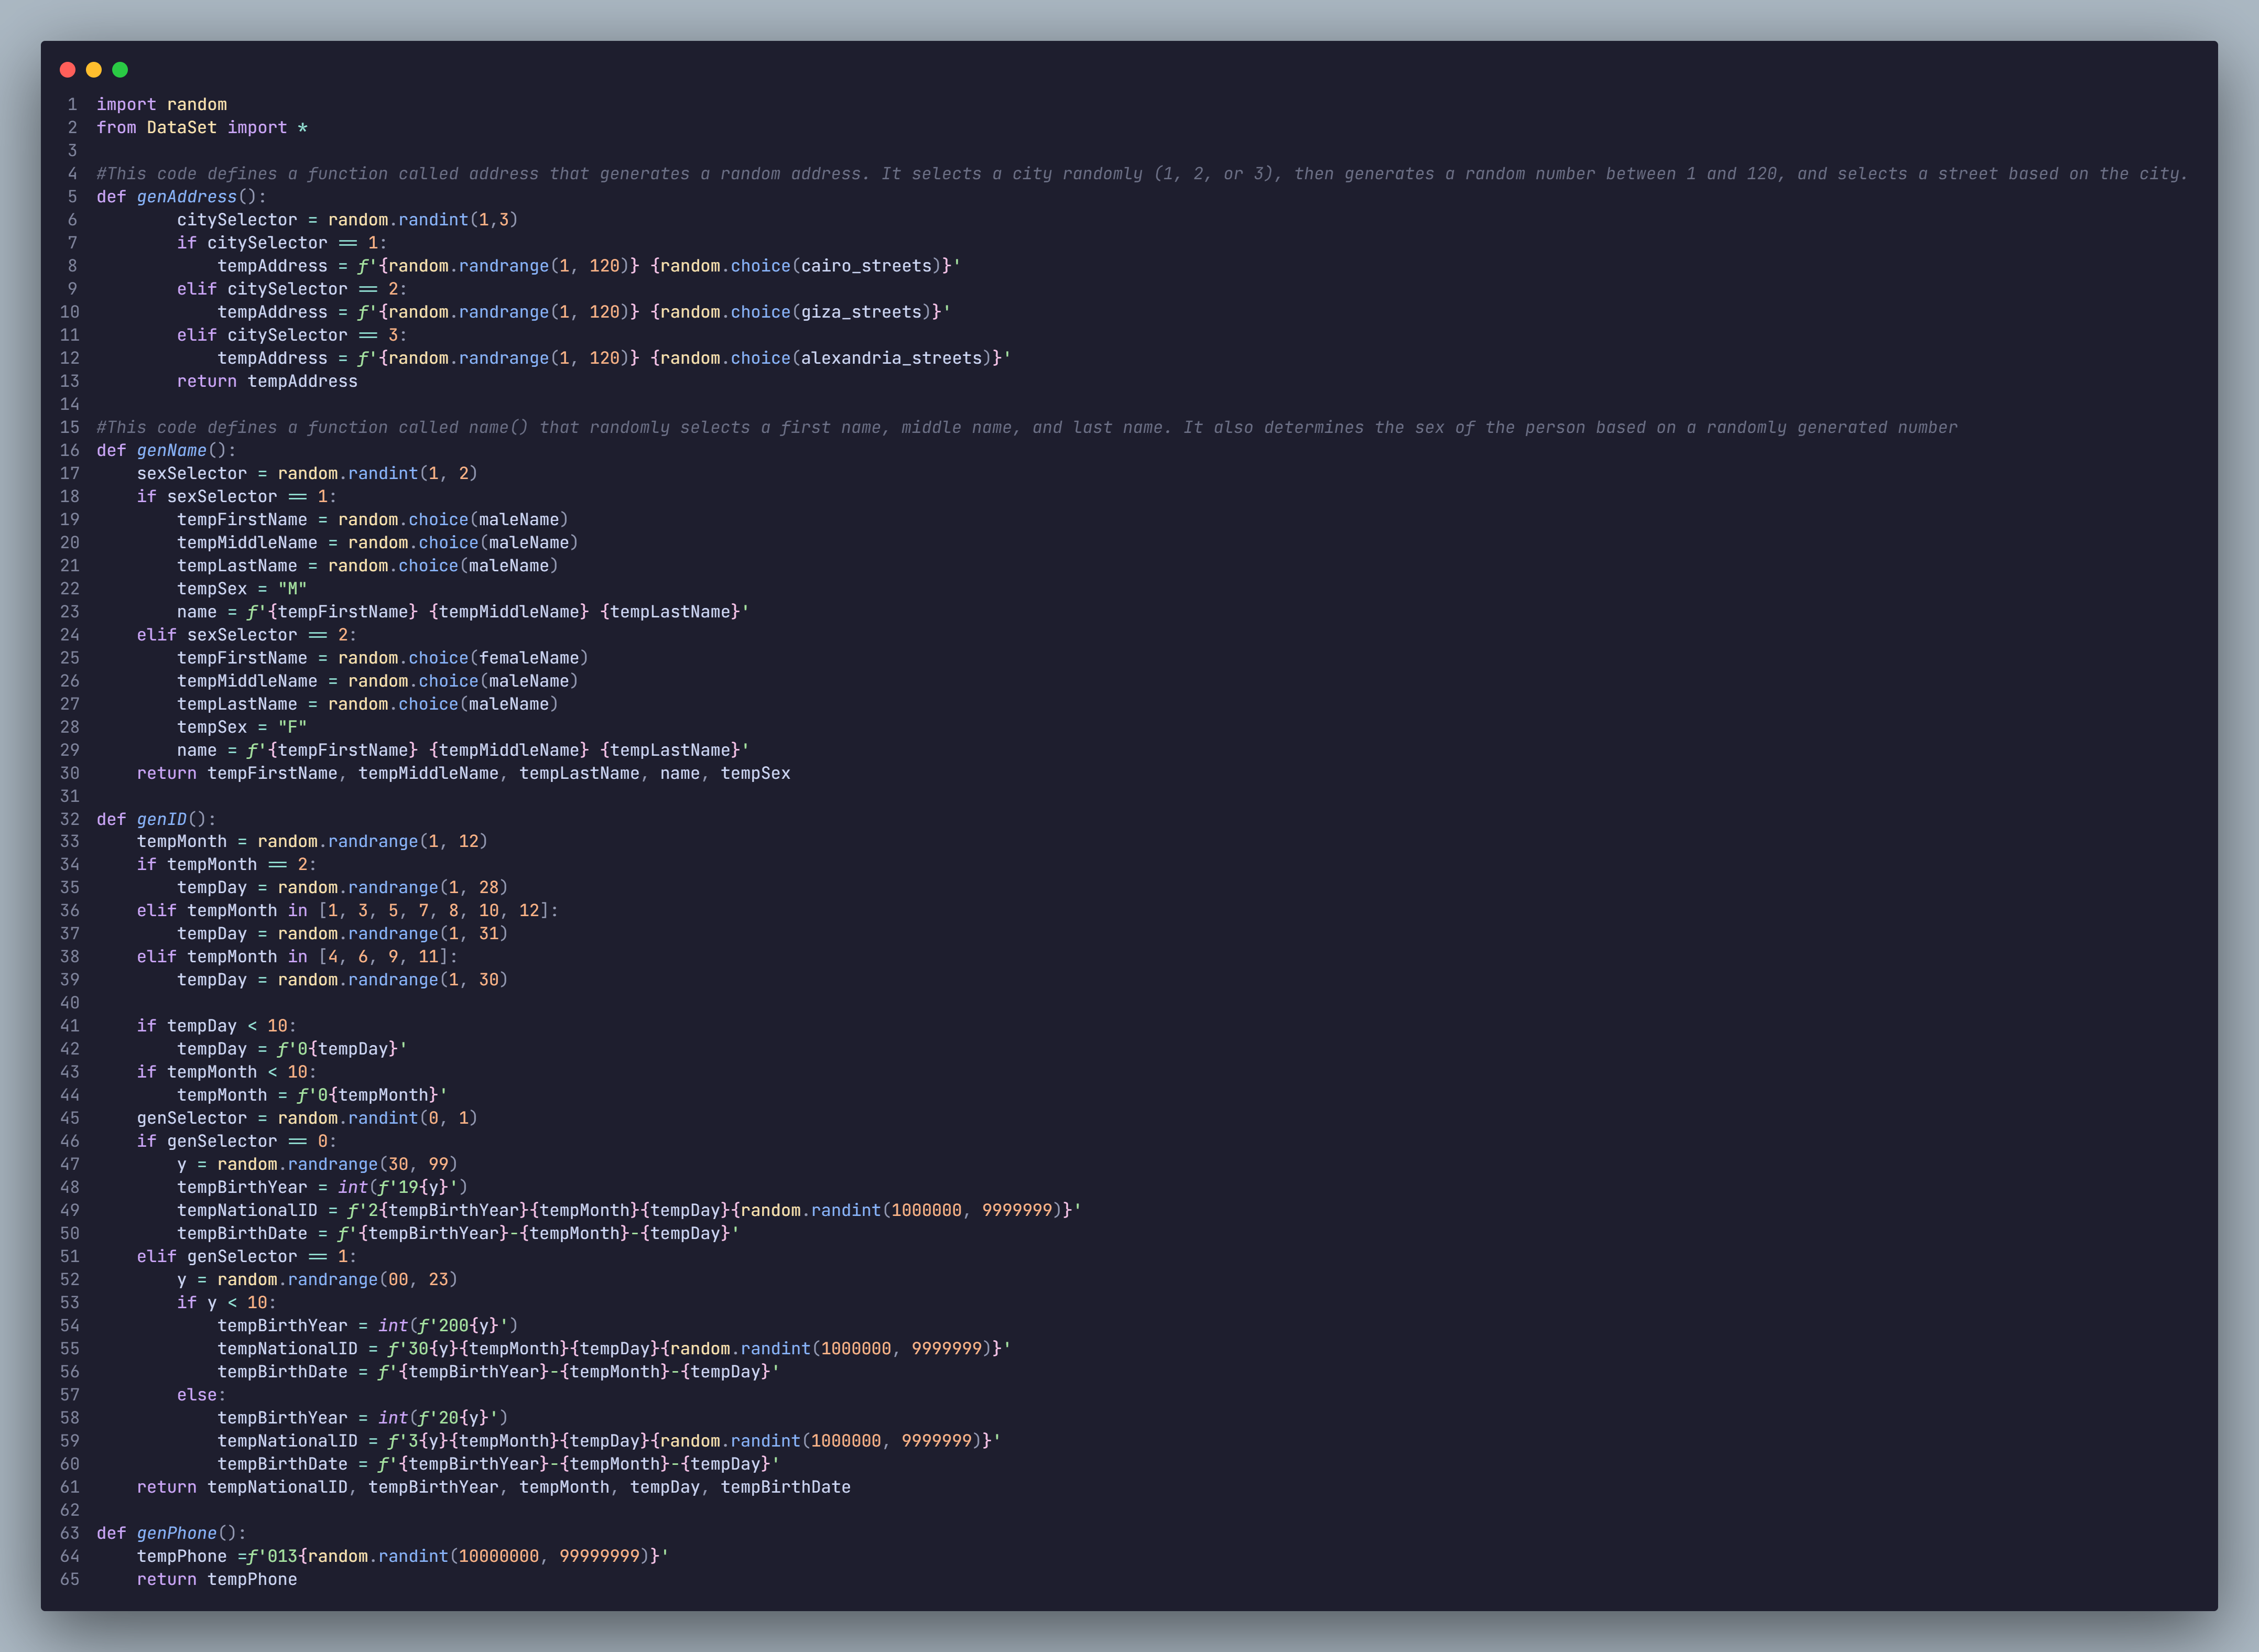 1 import random
2 from DataSet import *
3
4 #This code defines a function called address that generates a random address. It selects a city randomly (1, 2, or 3), then generates a random number between 1 and 120, and selects a street based on the city.
5 def genAddress():
6         citySelector = random.randint(1,3)
7         if citySelector == 1:
8             tempAddress = f'{random.randrange(1, 120)} {random.choice(cairo_streets)}'
9         elif citySelector == 2:
10             tempAddress = f'{random.randrange(1, 120)} {random.choice(giza_streets)}'
11         elif citySelector == 3:
12             tempAddress = f'{random.randrange(1, 120)} {random.choice(alexandria_streets)}'
13         return tempAddress
14
15 #This code defines a function called name() that randomly selects a first name, middle name, and last name. It also determines the sex of the person based on a randomly generated number
16 def genName():
17     sexSelector = random.randint(1, 2)
18     if sexSelector == 1:
19         tempFirstName = random.choice(maleName)
20         tempMiddleName = random.choice(maleName)
21         tempLastName = random.choice(maleName)
22         tempSex = "M"
23         name = f'{tempFirstName} {tempMiddleName} {tempLastName}'
24     elif sexSelector == 2:
25         tempFirstName = random.choice(femaleName)
26         tempMiddleName = random.choice(maleName)
27         tempLastName = random.choice(maleName)
28         tempSex = "F"
29         name = f'{tempFirstName} {tempMiddleName} {tempLastName}'
30     return tempFirstName, tempMiddleName, tempLastName, name, tempSex
31
32 def genID():
33     tempMonth = random.randrange(1, 12)
34     if tempMonth == 2:
35         tempDay = random.randrange(1, 28)
36     elif tempMonth in [1, 3, 5, 7, 8, 10, 12]:
37         tempDay = random.randrange(1, 31)
38     elif tempMonth in [4, 6, 9, 11]:
39         tempDay = random.randrange(1, 30)
40
41     if tempDay < 10:
42         tempDay = f'0{tempDay}'
43     if tempMonth < 10:
44         tempMonth = f'0{tempMonth}'
45     genSelector = random.randint(0, 1)
46     if genSelector == 0:
47         y = random.randrange(30, 99)
48         tempBirthYear = int(f'19{y}')
49         tempNationalID = f'2{tempBirthYear}{tempMonth}{tempDay}{random.randint(1000000, 9999999)}'
50         tempBirthDate = f'{tempBirthYear}-{tempMonth}-{tempDay}'
51     elif genSelector == 1:
52         y = random.randrange(00, 23)
53         if y < 10:
54             tempBirthYear = int(f'200{y}')
55             tempNationalID = f'30{y}{tempMonth}{tempDay}{random.randint(1000000, 9999999)}'
56             tempBirthDate = f'{tempBirthYear}-{tempMonth}-{tempDay}'
57         else:
58             tempBirthYear = int(f'20{y}')
59             tempNationalID = f'3{y}{tempMonth}{tempDay}{random.randint(1000000, 9999999)}'
60             tempBirthDate = f'{tempBirthYear}-{tempMonth}-{tempDay}'
61     return tempNationalID, tempBirthYear, tempMonth, tempDay, tempBirthDate
62
63 def genPhone():
64     tempPhone =f'013{random.randint(10000000, 99999999)}'
65     return tempPhone